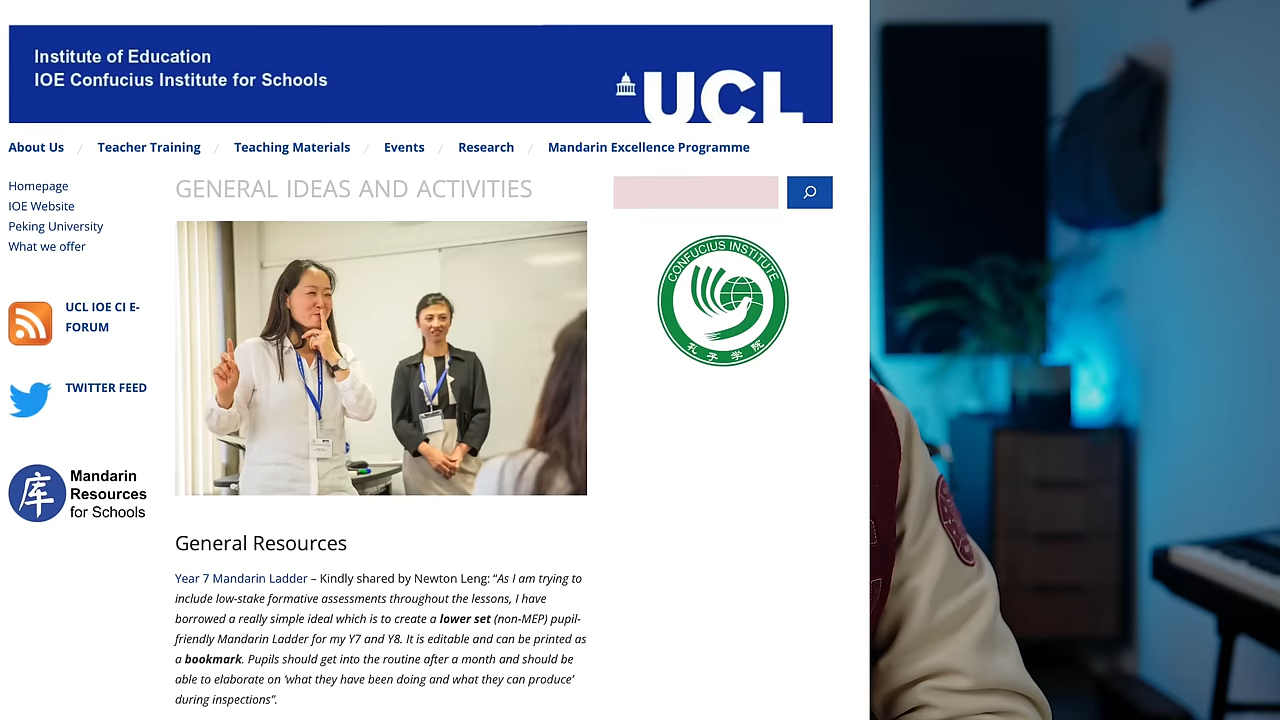 Institute of Education
IOE Confucius Institute for Schools
UCL
About Us / Teacher Training / Teaching Materials / Events / Research / Mandarin Excellence Programme
Homepage
IOE Website
Peking University
What we offer
UCL IOE CI E-
FORUM
TWITTER FEED
库
Mandarin
Resources
for Schools
GENERAL IDEAS AND ACTIVITIES
General Resources
Year 7 Mandarin Ladder – Kindly shared by Newton Leng: “As I am trying to
include low-stake formative assessments throughout the lessons, I have
borrowed a really simple ideal which is to create a lower set (non-MEP) pupil-
friendly Mandarin Ladder for my Y7 and Y8. It is editable and can be printed as
a bookmark. Pupils should get into the routine after a month and should be
able to elaborate on ‘what they have been doing and what they can produce’
during inspections”.
CONFUCIUS INSTITUTE
孔子学院